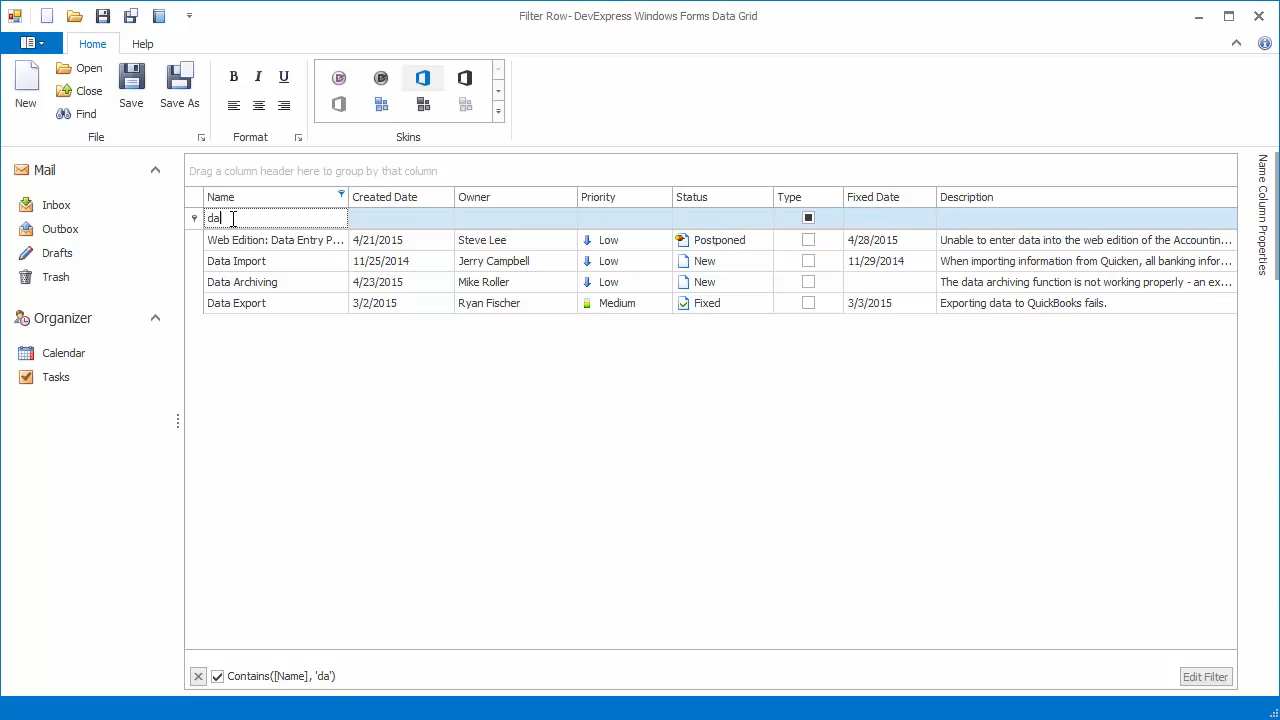 Filter Row- DevExpress Windows Forms Data Grid
Home Help
New Open Close Find Save Save As
B I U
File Format Skins
Mail
Inbox
Outbox
Drafts
Trash
Organizer
Calendar
Tasks
Drag a column header here to group by that column
Name Created Date Owner Priority Status Type Fixed Date Description
da
Web Edition: Data Entry P... 4/21/2015 Steve Lee Low Postponed 4/28/2015 Unable to enter data into the web edition of the Accountin...
Data Import 11/25/2014 Jerry Campbell Low New 11/29/2014 When importing information from Quicken, all banking infor...
Data Archiving 4/23/2015 Mike Roller Low New The data archiving function is not working properly - an ex...
Data Export 3/2/2015 Ryan Fischer Medium Fixed 3/3/2015 Exporting data to QuickBooks fails.
Contains([Name], 'da')
Edit Filter
Name Column Properties